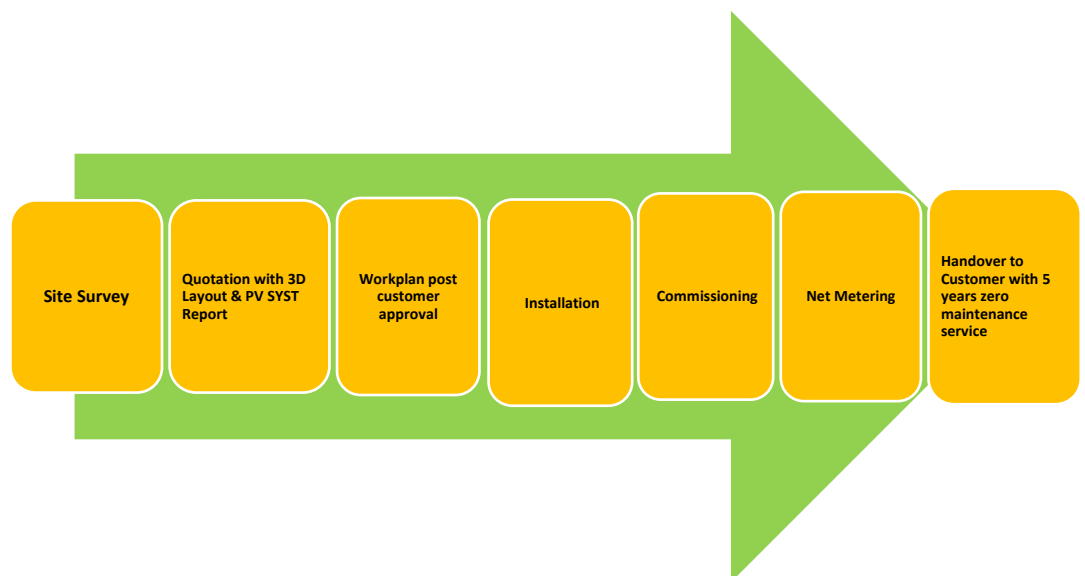 Site Survey
Quotation with 3D
Layout & PV SYST
Report
Workplan post
customer
approval
Installation
Commissioning
Net Metering
Handover to
Customer with 5
years zero
maintenance
service